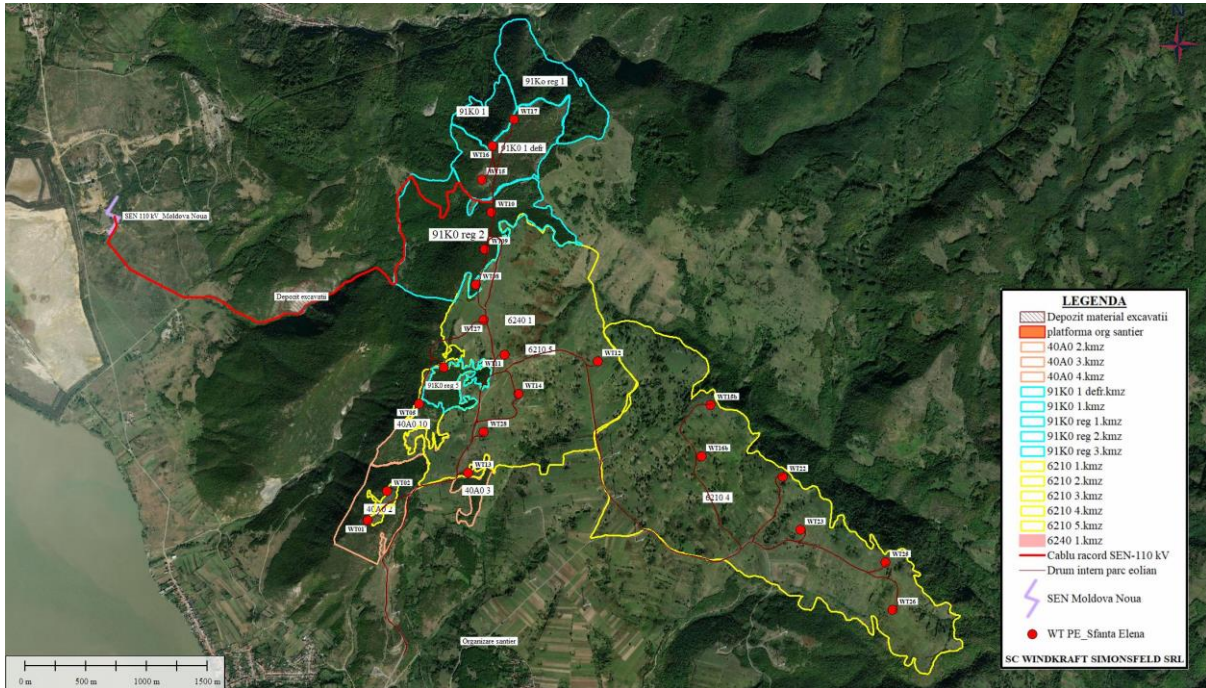 N
91Ko reg 1
91K0 1
WT17
91K0 1 defr
WT16
SEN 110 kV_Moldova Noua
WT10
91K0 reg 2
WT09
Depozit excavatii
6240 1
WT27
6210 5
WT12
WT11
91K0 reg 5
WT14
WT15b
40A0 10
WT28
WT16b
WT13
WT22
WT02
40A0 3
6210 4
40A0 2
WT01
WT23
WT25
WT26
Organizare santier
0 m 500 m 1000 m 1500 m
LEGENDA
Depozit material excavatii
platforma org santier
40A0 2.kmz
40A0 3.kmz
40A0 4.kmz
91K0 1 defr.kmz
91K0 1.kmz
91K0 reg 1.kmz
91K0 reg 2.kmz
91K0 reg 3.kmz
6210 1.kmz
6210 2.kmz
6210 3.kmz
6210 4.kmz
6210 5.kmz
6240 1.kmz
Cablu racord SEN-110 kV
Drum intern parc eolian
SEN Moldova Noua
WT PE_Sfanta Elena
SC WINDKRAFT SIMONSFELD SRL